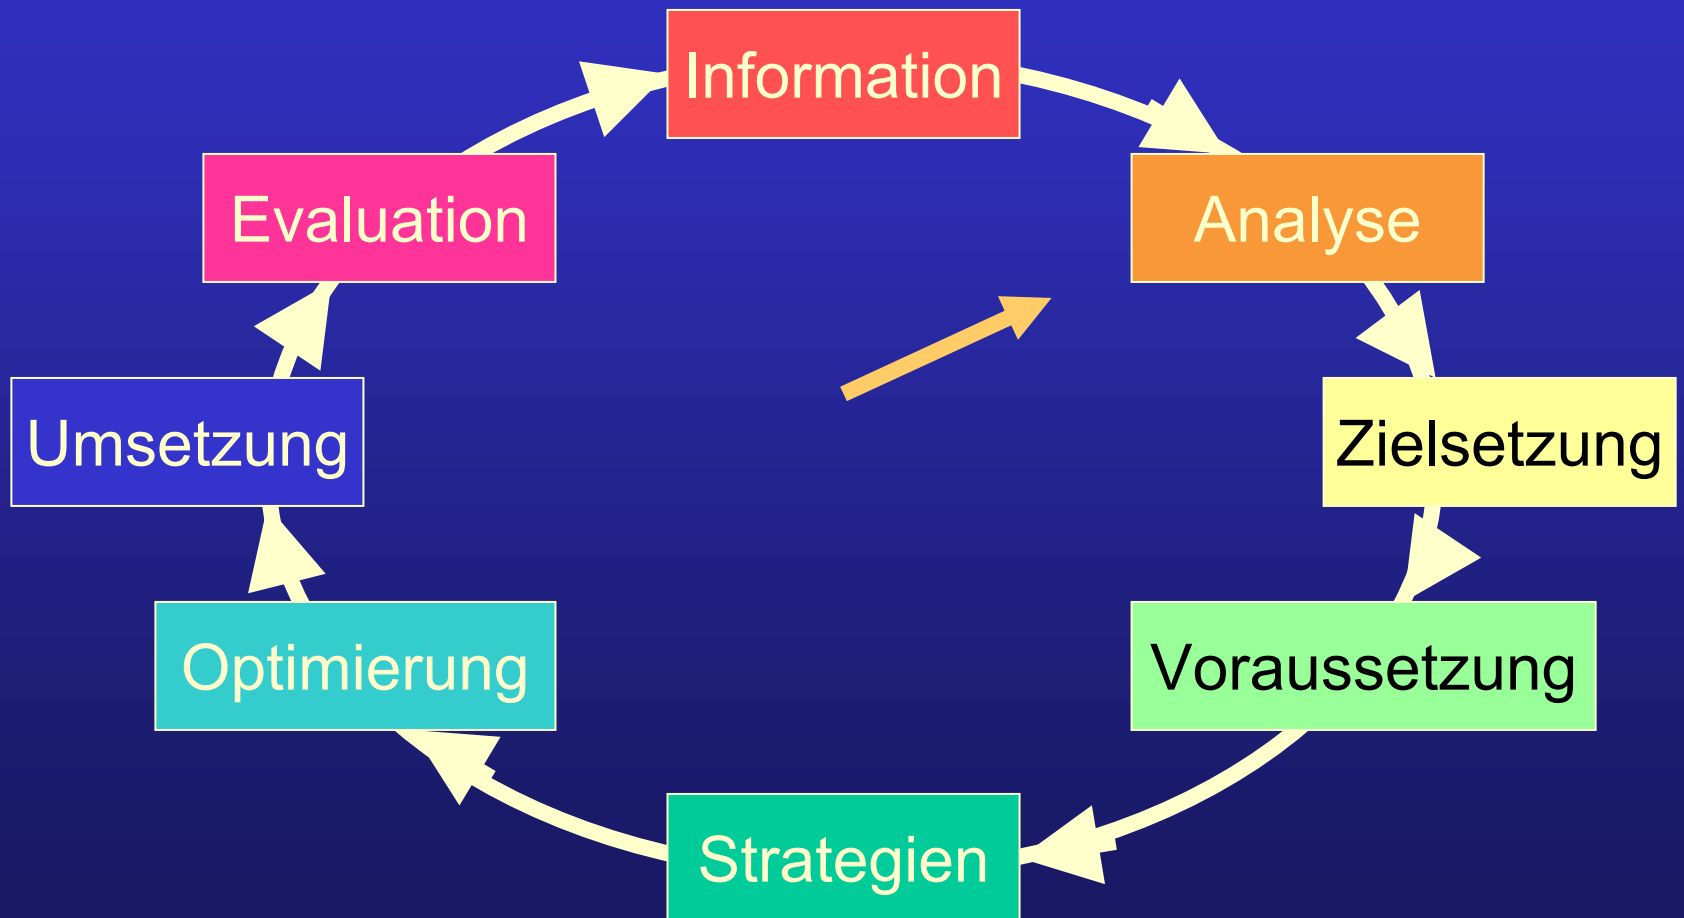 Information
Analyse
Zielsetzung
Voraussetzung
Strategien
Optimierung
Umsetzung
Evaluation